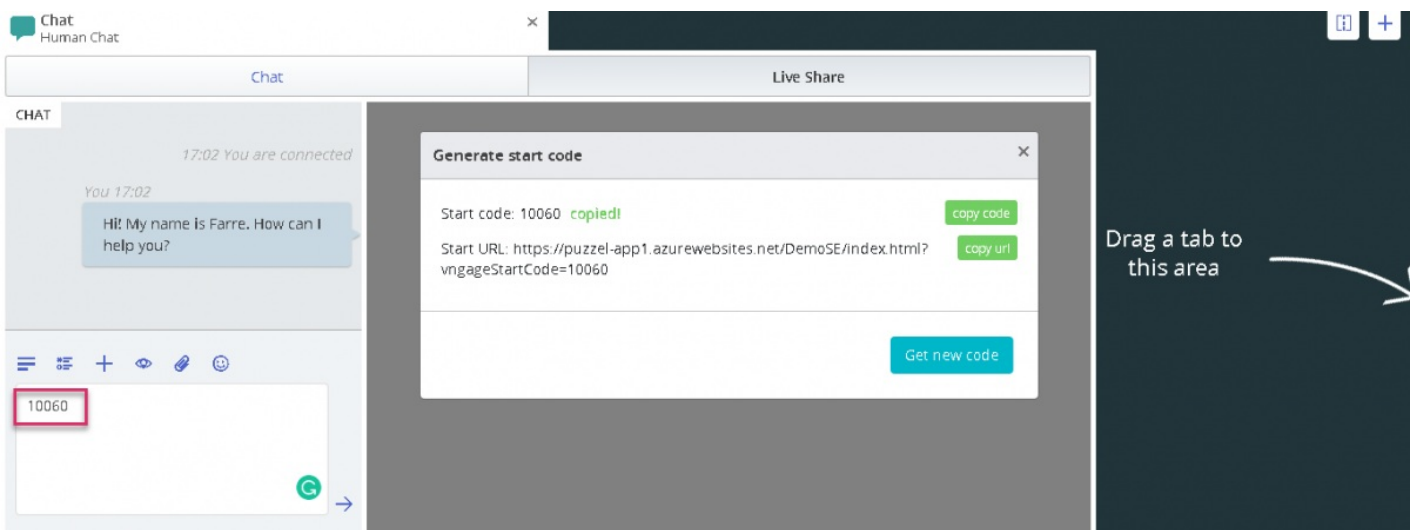 Chat
Human Chat
Chat
Live Share
CHAT
17:02 You are connected
You 17:02
Hi! My name is Farre. How can I
help you?
10060
Generate start code
Start code: 10060 copied!
copy code
Start URL: https://puzzel-app1.azurewebsites.net/DemoSE/index.html?
vngageStartCode=10060
copy url
Get new code
Drag a tab to
this area